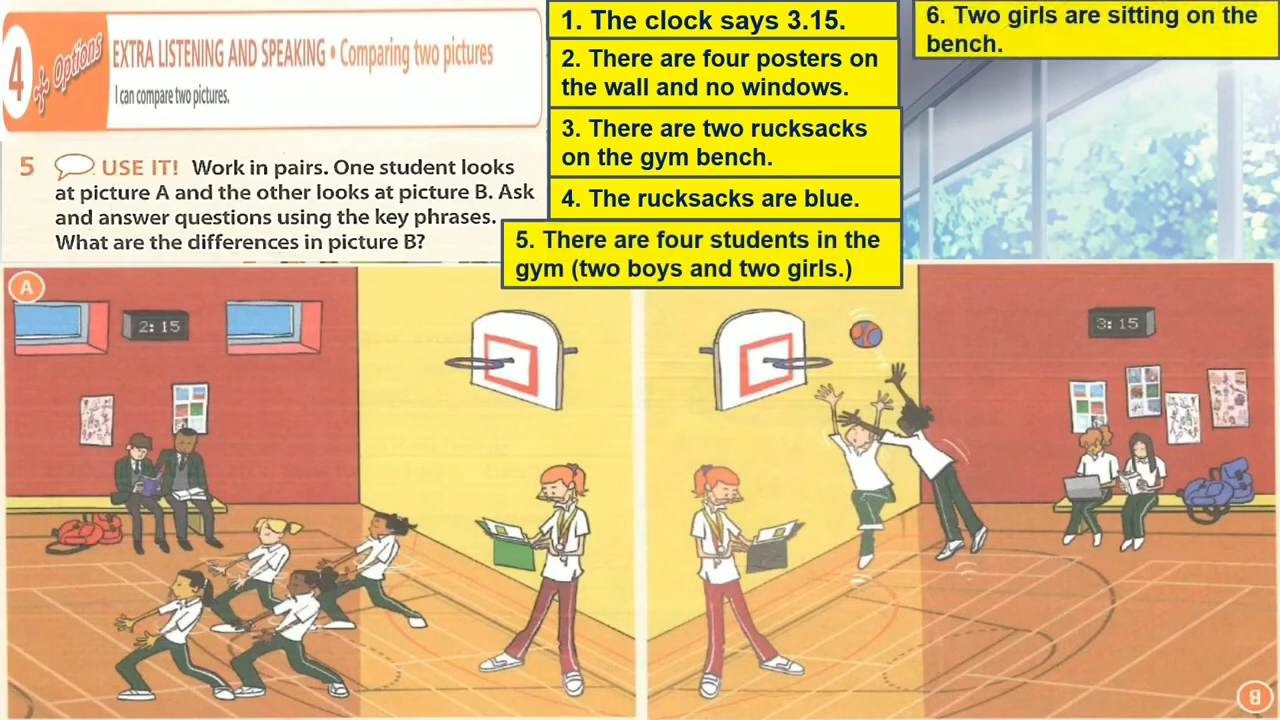 4
+ Options
EXTRA LISTENING AND SPEAKING • Comparing two pictures
I can compare two pictures.
5 USE IT! Work in pairs. One student looks
at picture A and the other looks at picture B. Ask
and answer questions using the key phrases.
What are the differences in picture B?
1. The clock says 3.15.
2. There are four posters on
the wall and no windows.
3. There are two rucksacks
on the gym bench.
4. The rucksacks are blue.
5. There are four students in the
gym (two boys and two girls.)
6. Two girls are sitting on the
bench.
A
2:15
3:15
B